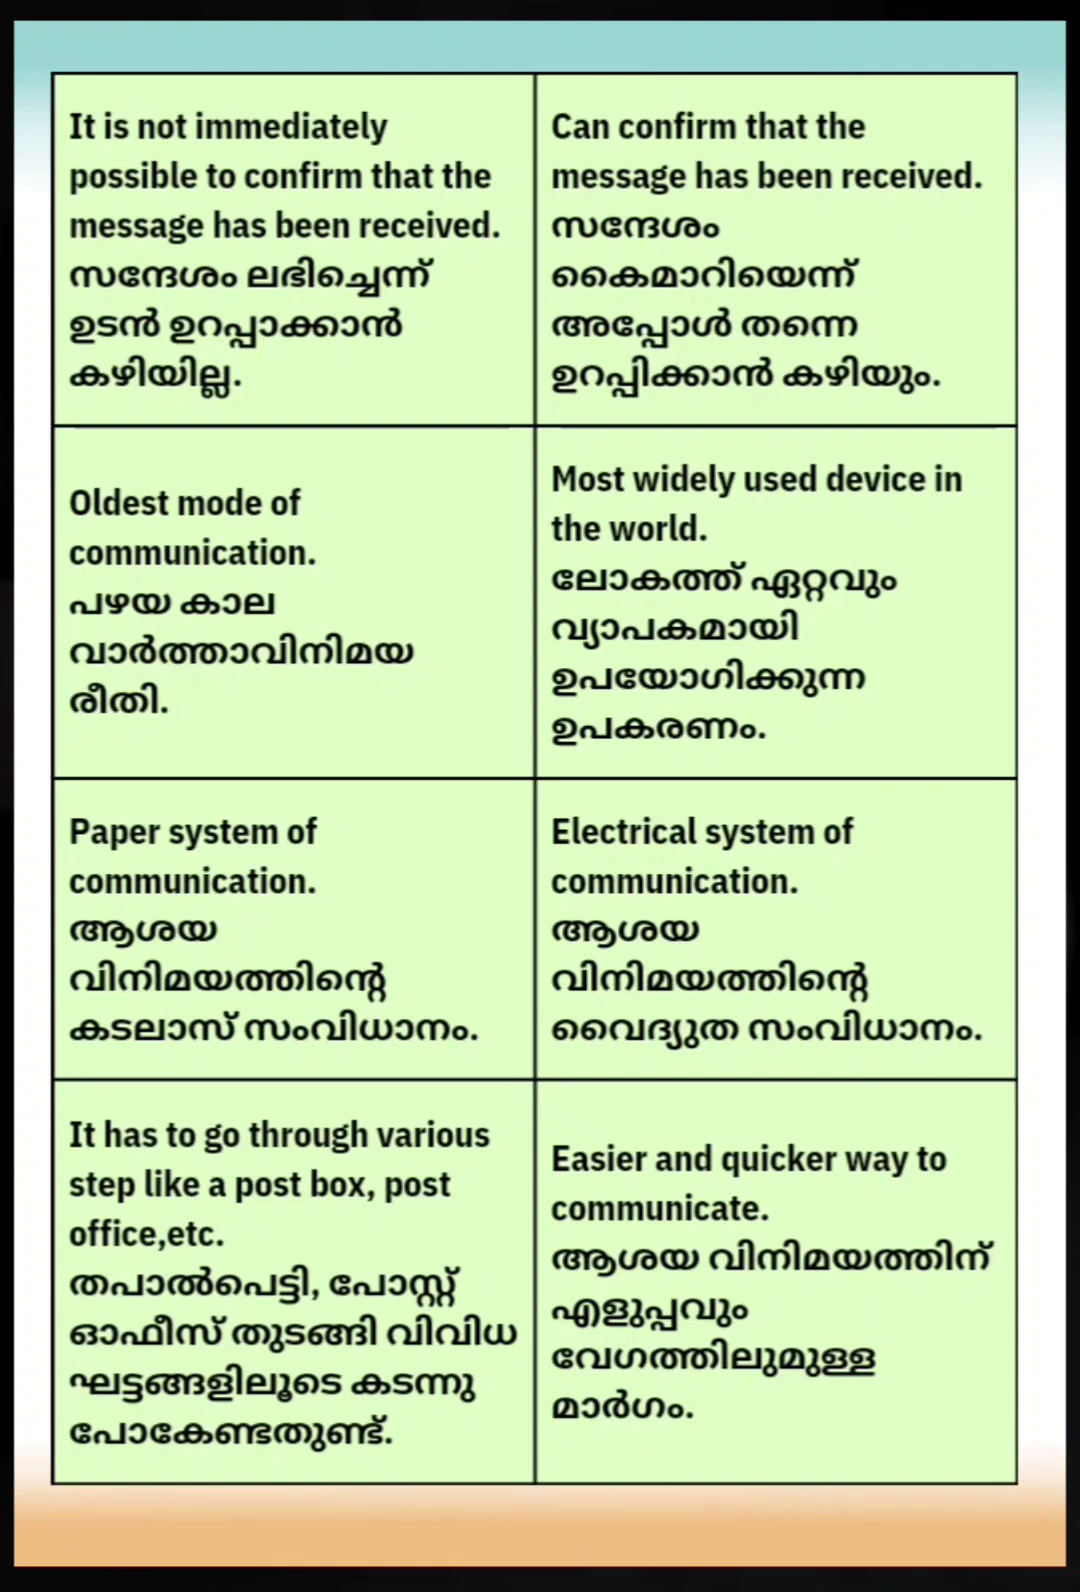 It is not immediately
possible to confirm that the
message has been received.
സന്ദേശം ലഭിച്ചെന്ന്
ഉടൻ ഉറപ്പാക്കാൻ
കഴിയില്ല.
Can confirm that the
message has been received.
സന്ദേശം
കൈമാറിയെന്ന്
അപ്പോൾ തന്നെ
ഉറപ്പിക്കാൻ കഴിയും.
Oldest mode of
communication.
പഴയ കാല
വാർത്താവിനിമയ
രീതി.
Most widely used device in
the world.
ലോകത്ത് ഏറ്റവും
വ്യാപകമായി
ഉപയോഗിക്കുന്ന
ഉപകരണം.
Paper system of
communication.
ആശയ
വിനിമയത്തിന്റെ
കടലാസ് സംവിധാനം.
Electrical system of
communication.
ആശയ
വിനിമയത്തിന്റെ
വൈദ്യുത സംവിധാനം.
It has to go through various
step like a post box, post
office,etc.
തപാൽപെട്ടി, പോസ്റ്റ്
ഓഫീസ് തുടങ്ങി വിവിധ
ഘട്ടങ്ങളിലൂടെ കടന്നു
പോകേണ്ടതുണ്ട്.
Easier and quicker way to
communicate.
ആശയ വിനിമയത്തിന്
എളുപ്പവും
വേഗത്തിലുമുള്ള
മാർഗം.